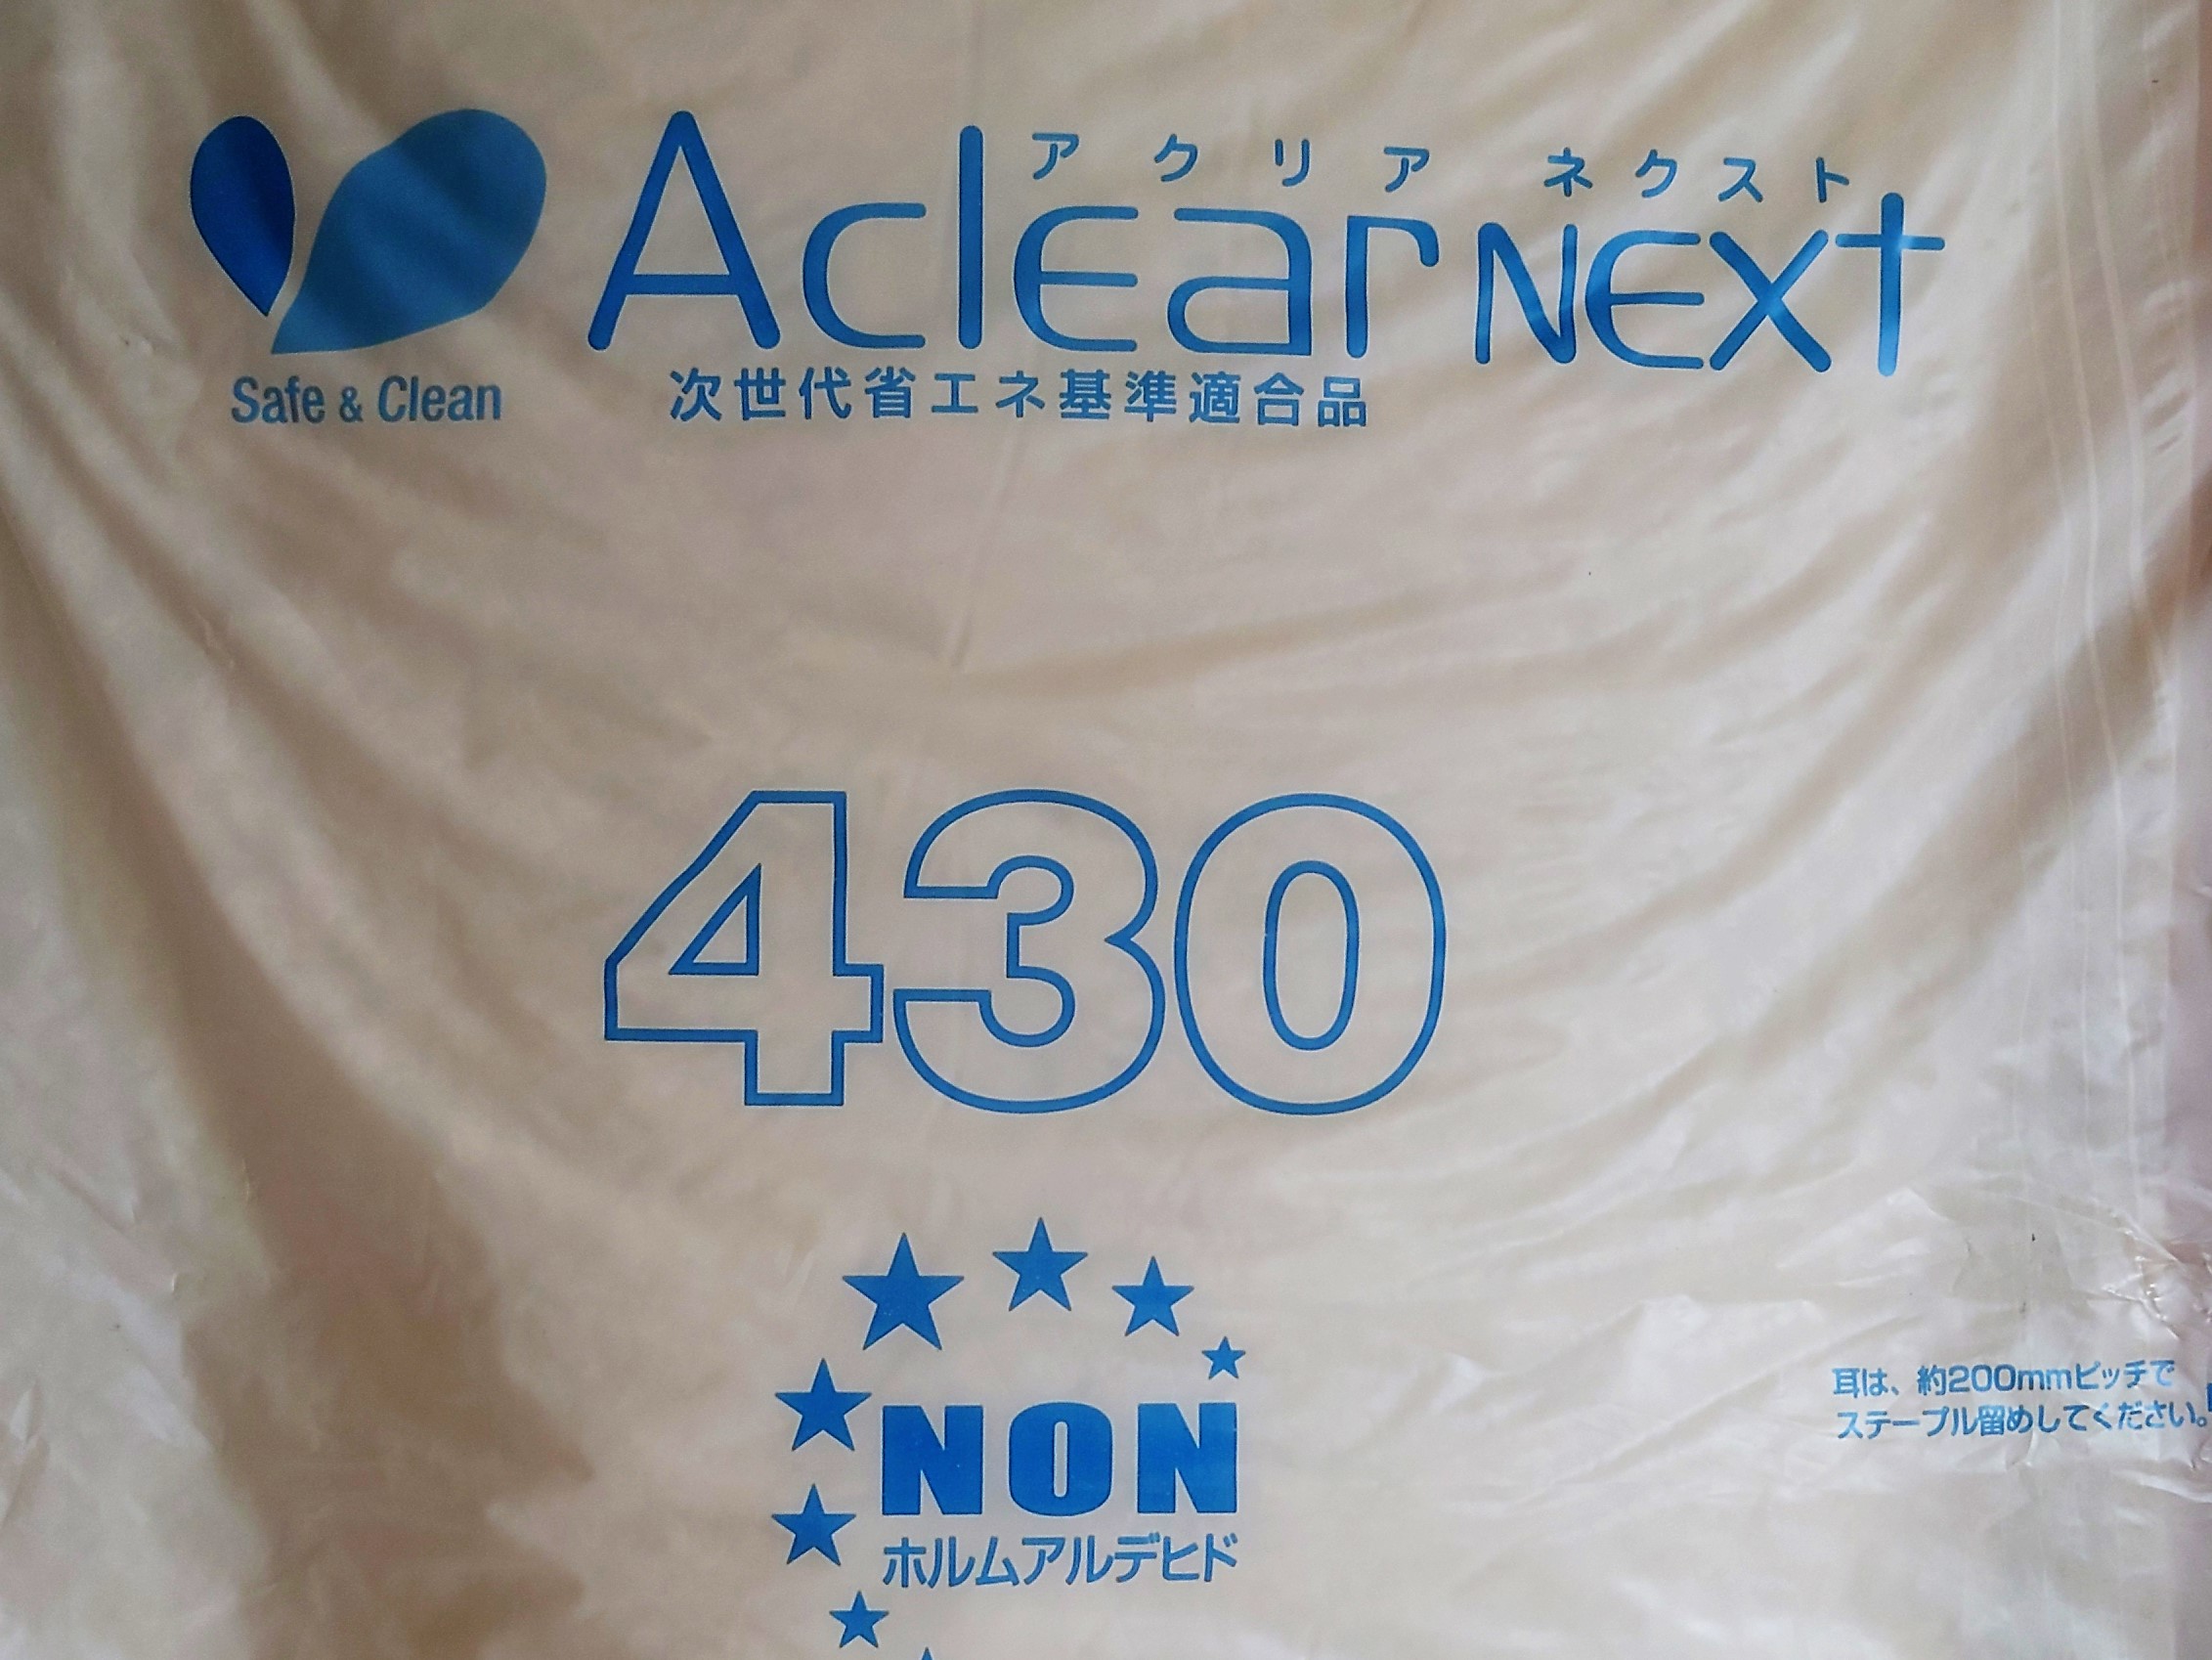 アクリア ネクスト
Aclear NEXT
Safe & Clean
次世代省エネ基準適合品
430
NON
ホルムアルデヒド
耳は、約200mmピッチで
ステープル留めしてください。